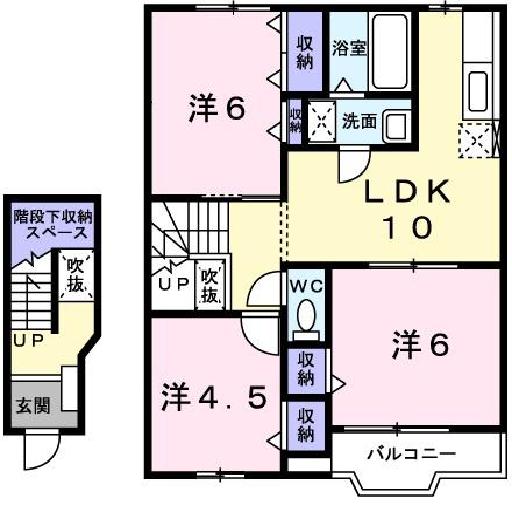 収
納
浴室
洋6
収
納
洗面
LDK
10
階段下収納
スペース
吹
抜
UP
玄関
UP
吹
抜
WC
洋6
収
納
洋4.5
収
納
バルコニー